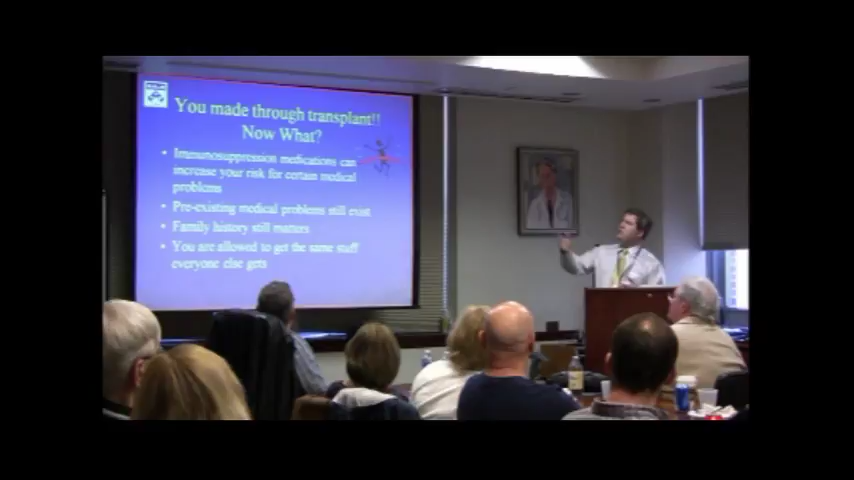 You made through transplant!!
Now What?
• Immunosuppression medications can
increase your risk for certain medical
problems
• Pre-existing medical problems still exist
• Family history still matters
• You are allowed to get the same stuff
everyone else gets